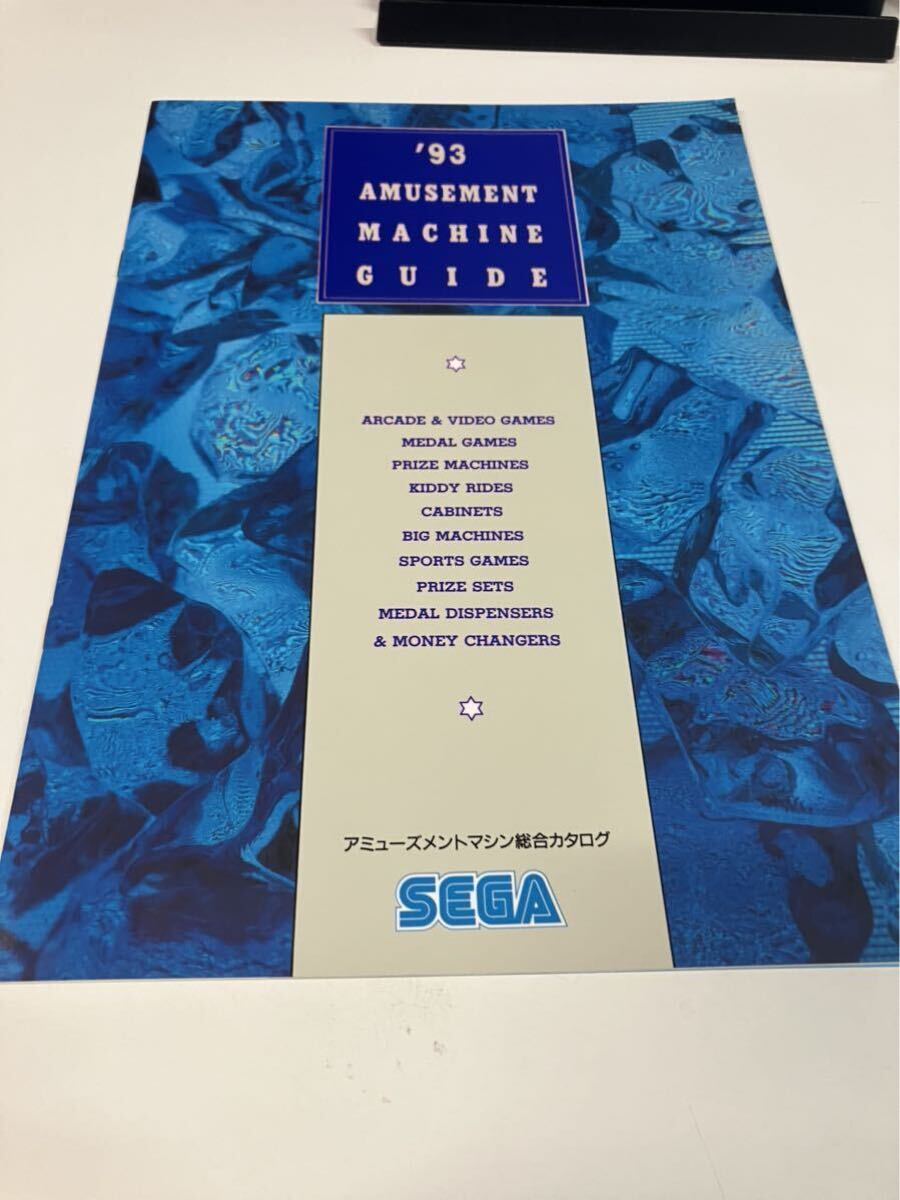 '93
AMUSEMENT
MACHINE
GUIDE
ARCADE & VIDEO GAMES
MEDAL GAMES
PRIZE MACHINES
KIDDY RIDES
CABINETS
BIG MACHINES
SPORTS GAMES
PRIZE SETS
MEDAL DISPENSERS
& MONEY CHANGERS
アミューズメントマシン総合カタログ
SEGA